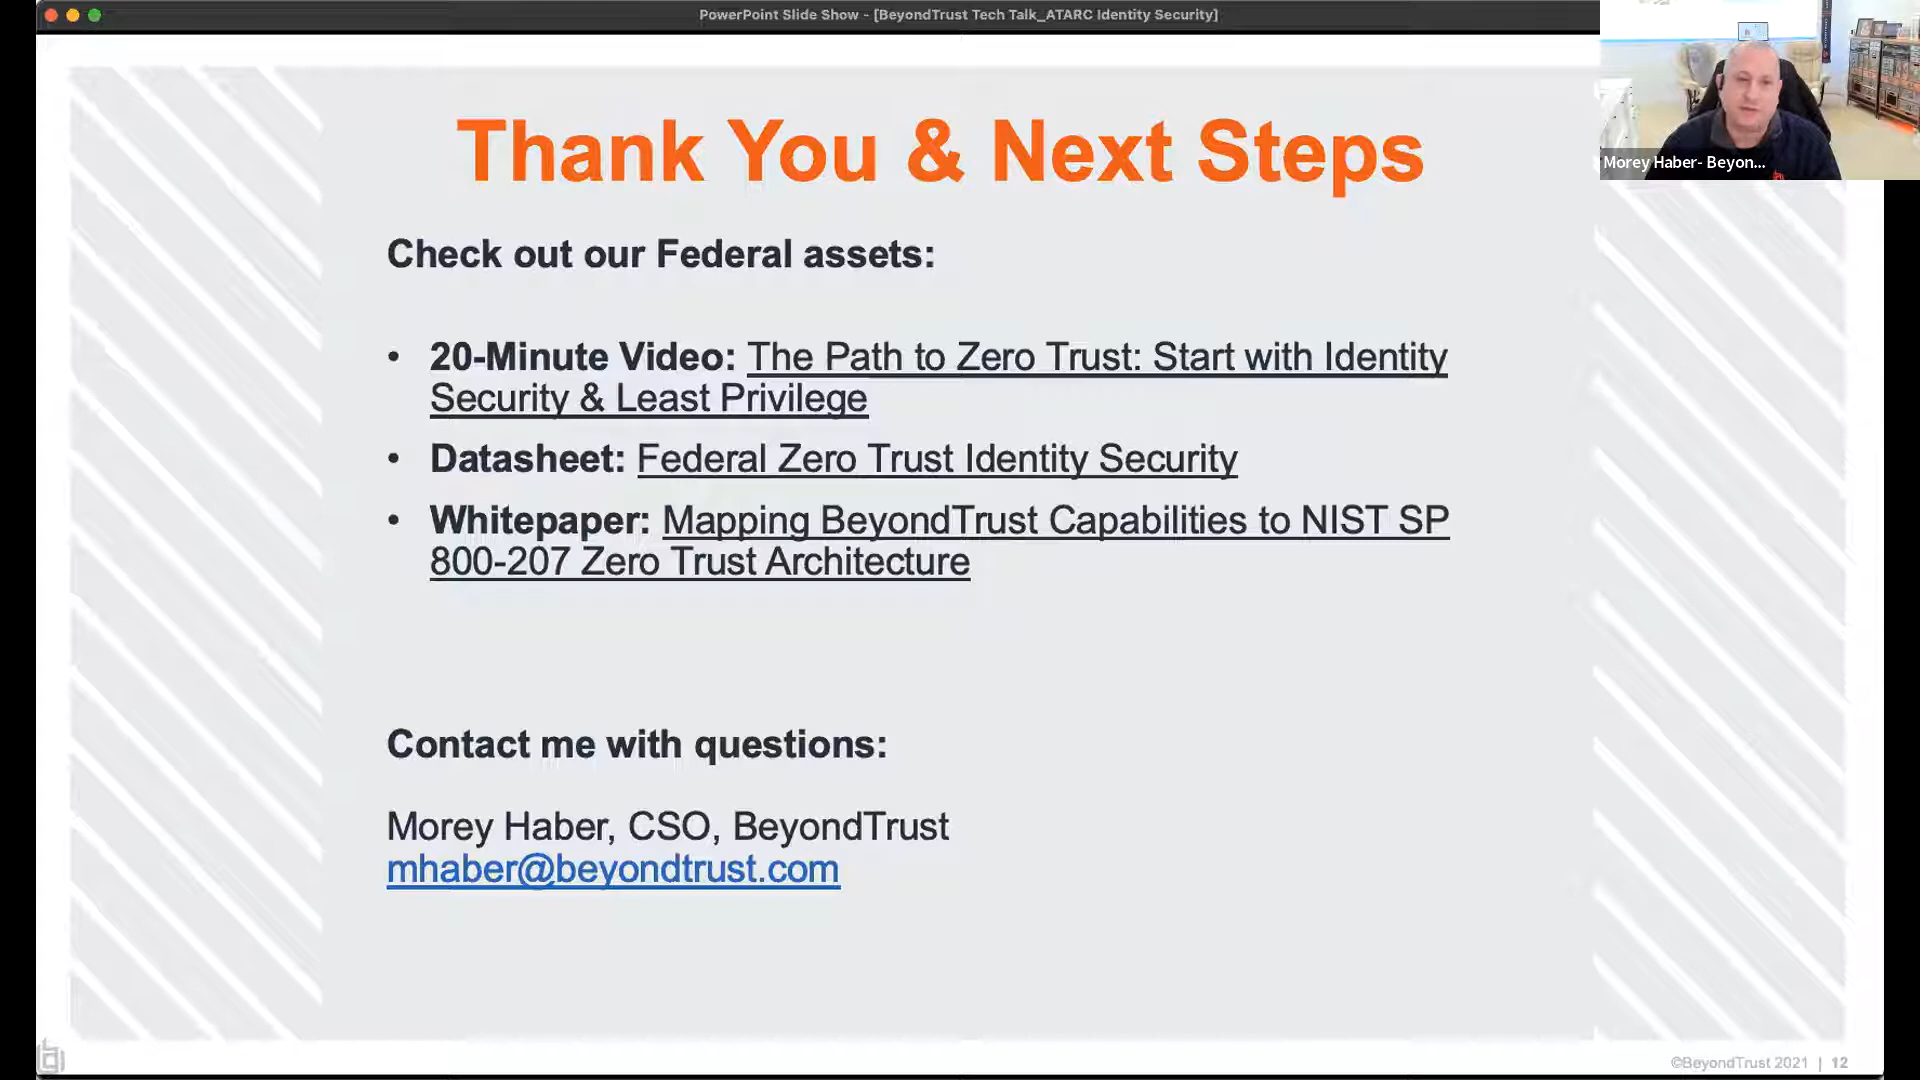 PowerPoint Slide Show - [BeyondTrust Tech Talk_ATARC Identity Security]
Morey Haber- Beyon...
Thank You & Next Steps
Check out our Federal assets:
• 20-Minute Video: The Path to Zero Trust: Start with Identity
Security & Least Privilege
• Datasheet: Federal Zero Trust Identity Security
• Whitepaper: Mapping BeyondTrust Capabilities to NIST SP
800-207 Zero Trust Architecture
Contact me with questions:
Morey Haber, CSO, BeyondTrust
mhaber@beyondtrust.com
©BeyondTrust 2021 | 12